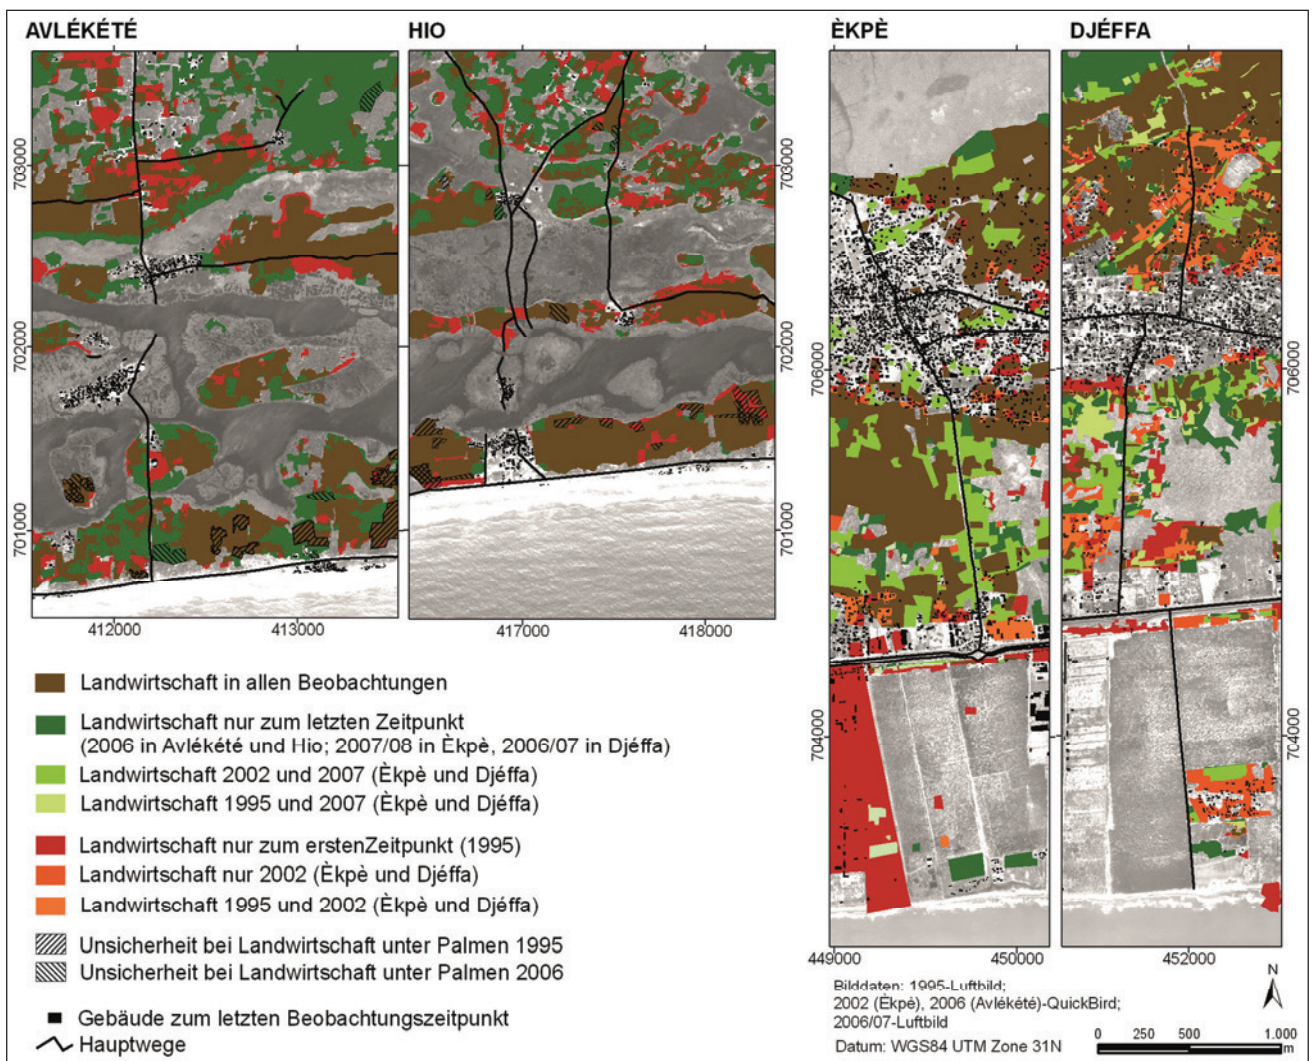 AVLÉKÉTÉ
HIO
ÈKPÈ
DJÉFFA
703000
702000
701000
412000
413000
417000
418000
703000
702000
701000
706000
704000
449000
450000
452000
706000
704000
Landwirtschaft in allen Beobachtungen
Landwirtschaft nur zum letzten Zeitpunkt
(2006 in Avlékété und Hio; 2007/08 in Èkpè, 2006/07 in Djéffa)
Landwirtschaft 2002 und 2007 (Èkpè und Djéffa)
Landwirtschaft 1995 und 2007 (Èkpè und Djéffa)
Landwirtschaft nur zum erstenZeitpunkt (1995)
Landwirtschaft nur 2002 (Èkpè und Djéffa)
Landwirtschaft 1995 und 2002 (Èkpè und Djéffa)
Unsicherheit bei Landwirtschaft unter Palmen 1995
Unsicherheit bei Landwirtschaft unter Palmen 2006
Gebäude zum letzten Beobachtungszeitpunkt
Hauptwege
Bilddaten: 1995-Luftbild;
2002 (Èkpè), 2006 (Avlékété)-QuickBird;
2006/07-Luftbild
Datum: WGS84 UTM Zone 31N
N
0 250 500 1.000
m